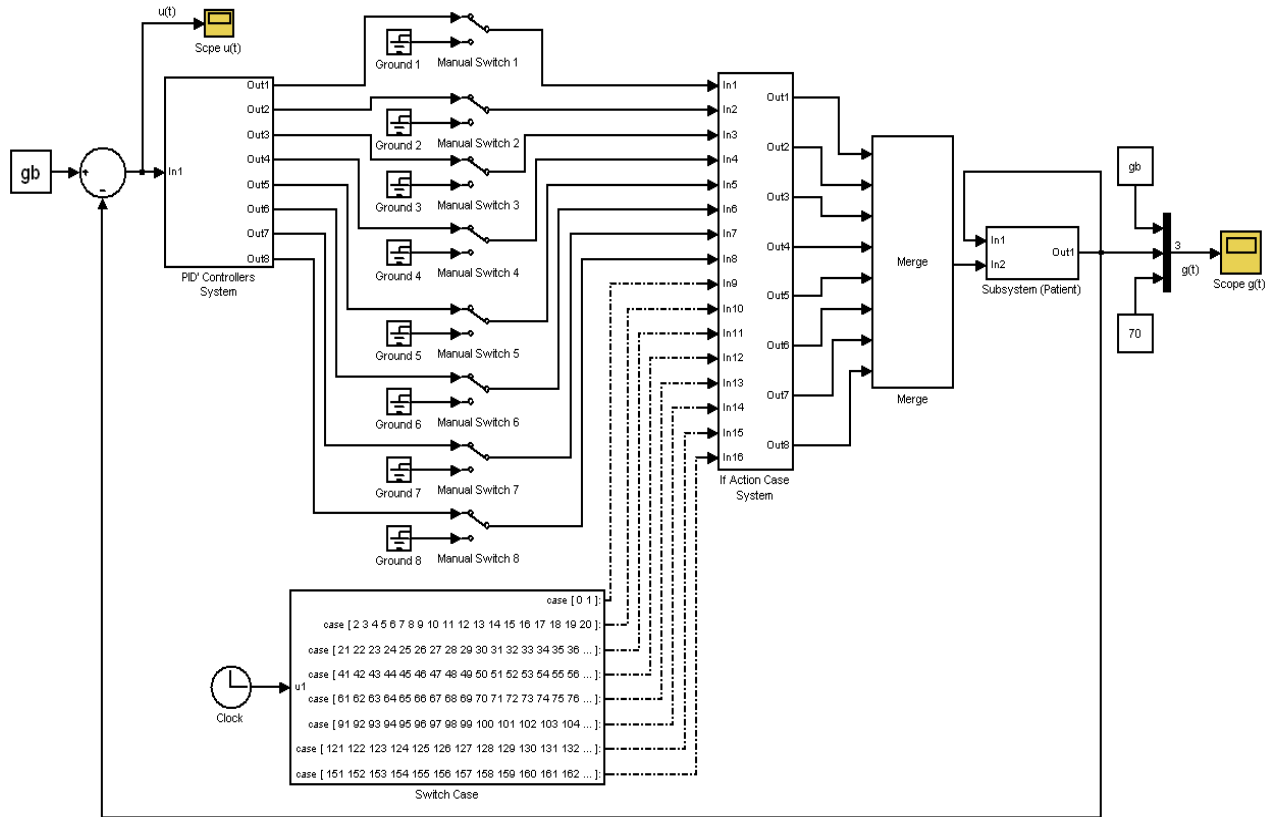 u(t)
Scpe u(t)
gb
In1
Out1
Out2
Out3
Out4
Out5
Out6
Out7
Out8
PID' Controllers
System
Ground 1
Manual Switch 1
Ground 2
Manual Switch 2
Ground 3
Manual Switch 3
Ground 4
Manual Switch 4
Ground 5
Manual Switch 5
Ground 6
Manual Switch 6
Ground 7
Manual Switch 7
Ground 8
Manual Switch 8
In1
In2
In3
In4
In5
In6
In7
In8
In9
In10
In11
In12
In13
In14
In15
In16
Out1
Out2
Out3
Out4
Out5
Out6
Out7
Out8
If Action Case
System
Merge
Merge
In1
In2
Out1
Subsystem (Patient)
gb
70
3
g(t)
Scope g(t)
Clock
u1
case [ 0 1 ]:
case [ 2 3 4 5 6 7 8 9 10 11 12 13 14 15 16 17 18 19 20 ]:
case [ 21 22 23 24 25 26 27 28 29 30 31 32 33 34 35 36 ... ]:
case [ 41 42 43 44 45 46 47 48 49 50 51 52 53 54 55 56 ... ]:
case [ 61 62 63 64 65 66 67 68 69 70 71 72 73 74 75 76 ... ]:
case [ 91 92 93 94 95 96 97 98 99 100 101 102 103 104 ... ]:
case [ 121 122 123 124 125 126 127 128 129 130 131 132 ... ]:
case [ 151 152 153 154 155 156 157 158 159 160 161 162 ... ]:
Switch Case